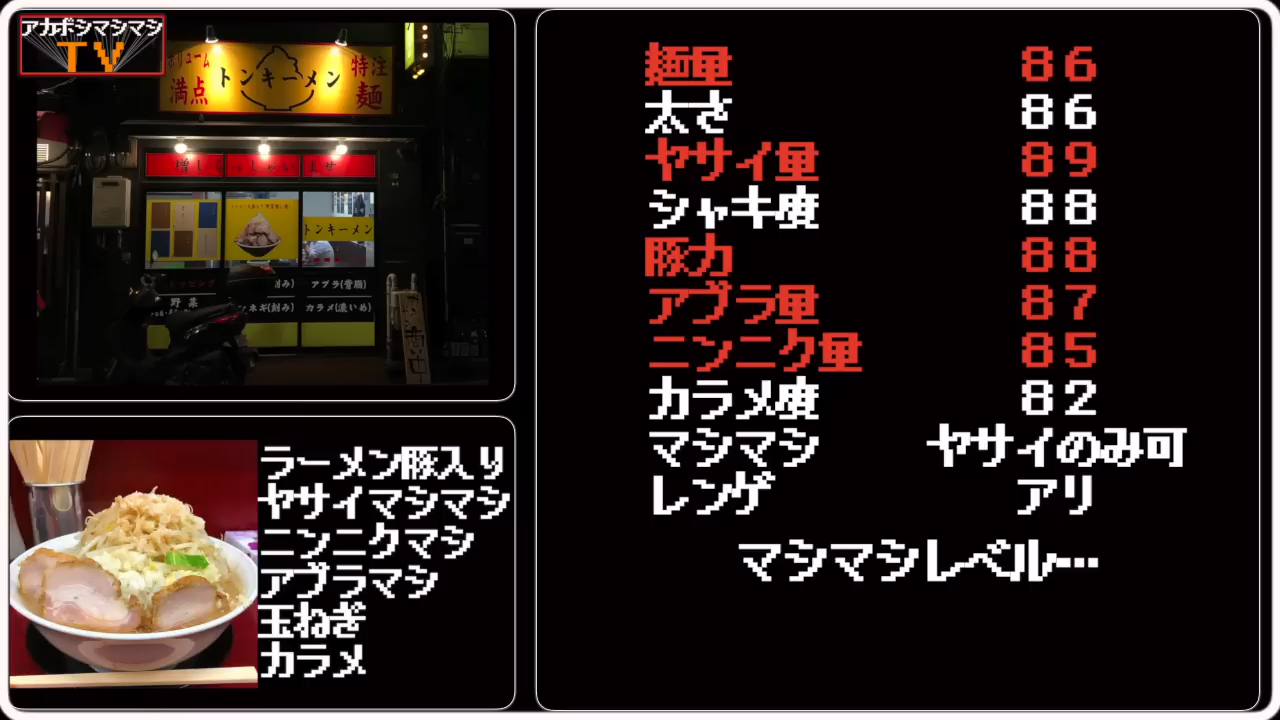 アカボシマシマシ
TV
ボリューム
満点
トンキーメン
特注
麺
トンキーメン
野菜
アブラ(背脂)
ネギ(刻み)
カラメ(濃いめ)
ラーメン豚入り
ヤサイマシマシ
ニンニクマシ
アブラマシ
玉ねぎ
カラメ
麺量 86
太さ 86
ヤサイ量 89
シャキ度 88
豚力 88
アブラ量 87
ニンニク量 85
カラメ度 82
マシマシ ヤサイのみ可
レンゲ アリ
マシマシレベル…